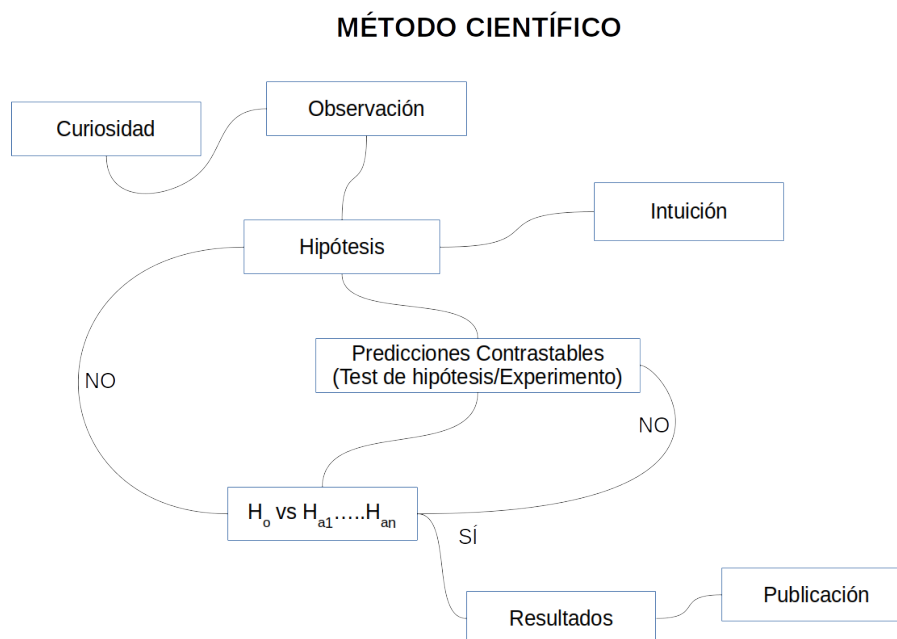 MÉTODO CIENTÍFICO
Curiosidad
Observación
Hipótesis
Intuición
Predicciones Contrastables
(Test de hipótesis/Experimento)
NO
NO
Ho vs Ha1…..Han
SÍ
Resultados
Publicación